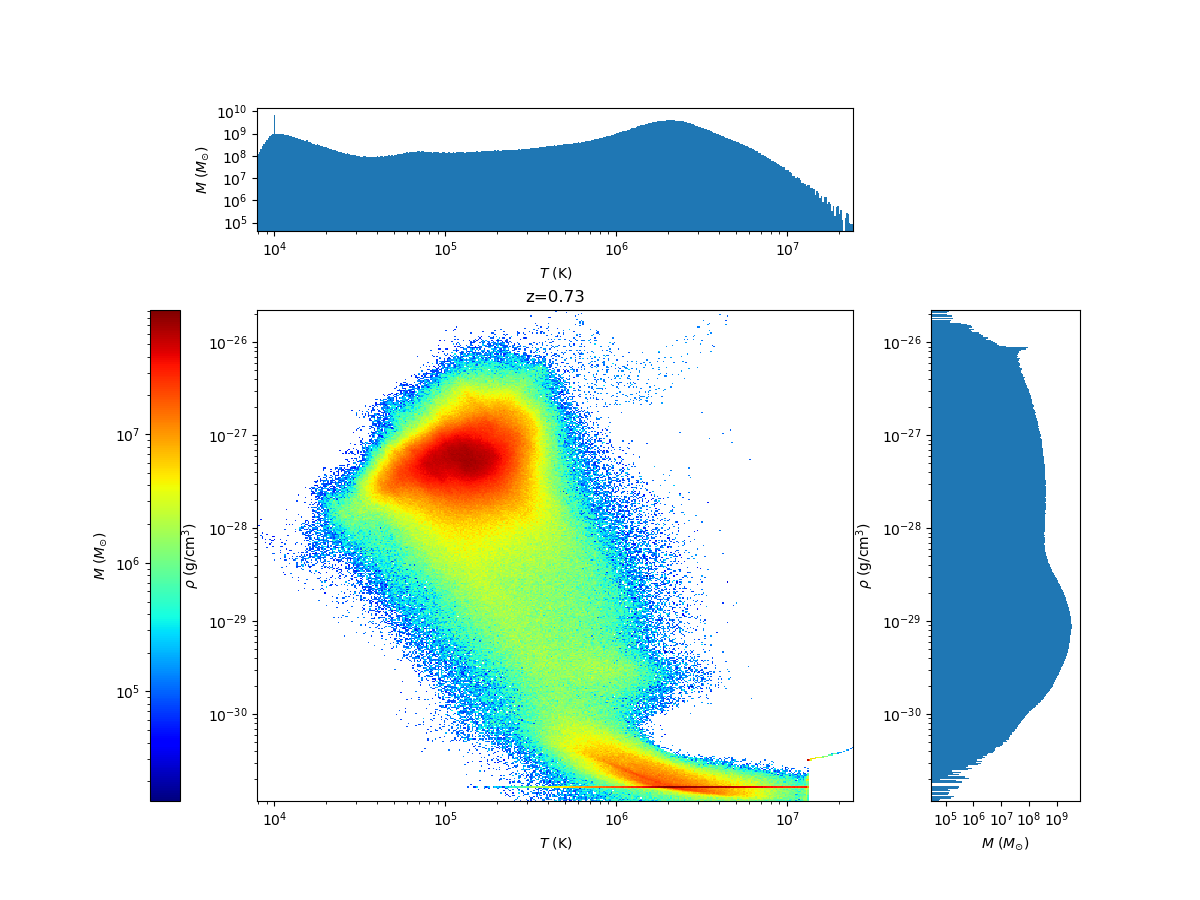 10¹⁰
10⁹
10⁸
10⁷
10⁶
10⁵
M (M⊙)
10⁴ 10⁵ 10⁶ 10⁷
T (K)
z=0.73
10⁷
10⁶
10⁵
M (M⊙)
10⁻²⁶
10⁻²⁷
10⁻²⁸
10⁻²⁹
10⁻³⁰
ρ (g/cm³)
10⁴ 10⁵ 10⁶ 10⁷
T (K)
10⁻²⁶
10⁻²⁷
10⁻²⁸
10⁻²⁹
10⁻³⁰
ρ (g/cm³)
10⁵ 10⁶ 10⁷ 10⁸ 10⁹
M (M⊙)